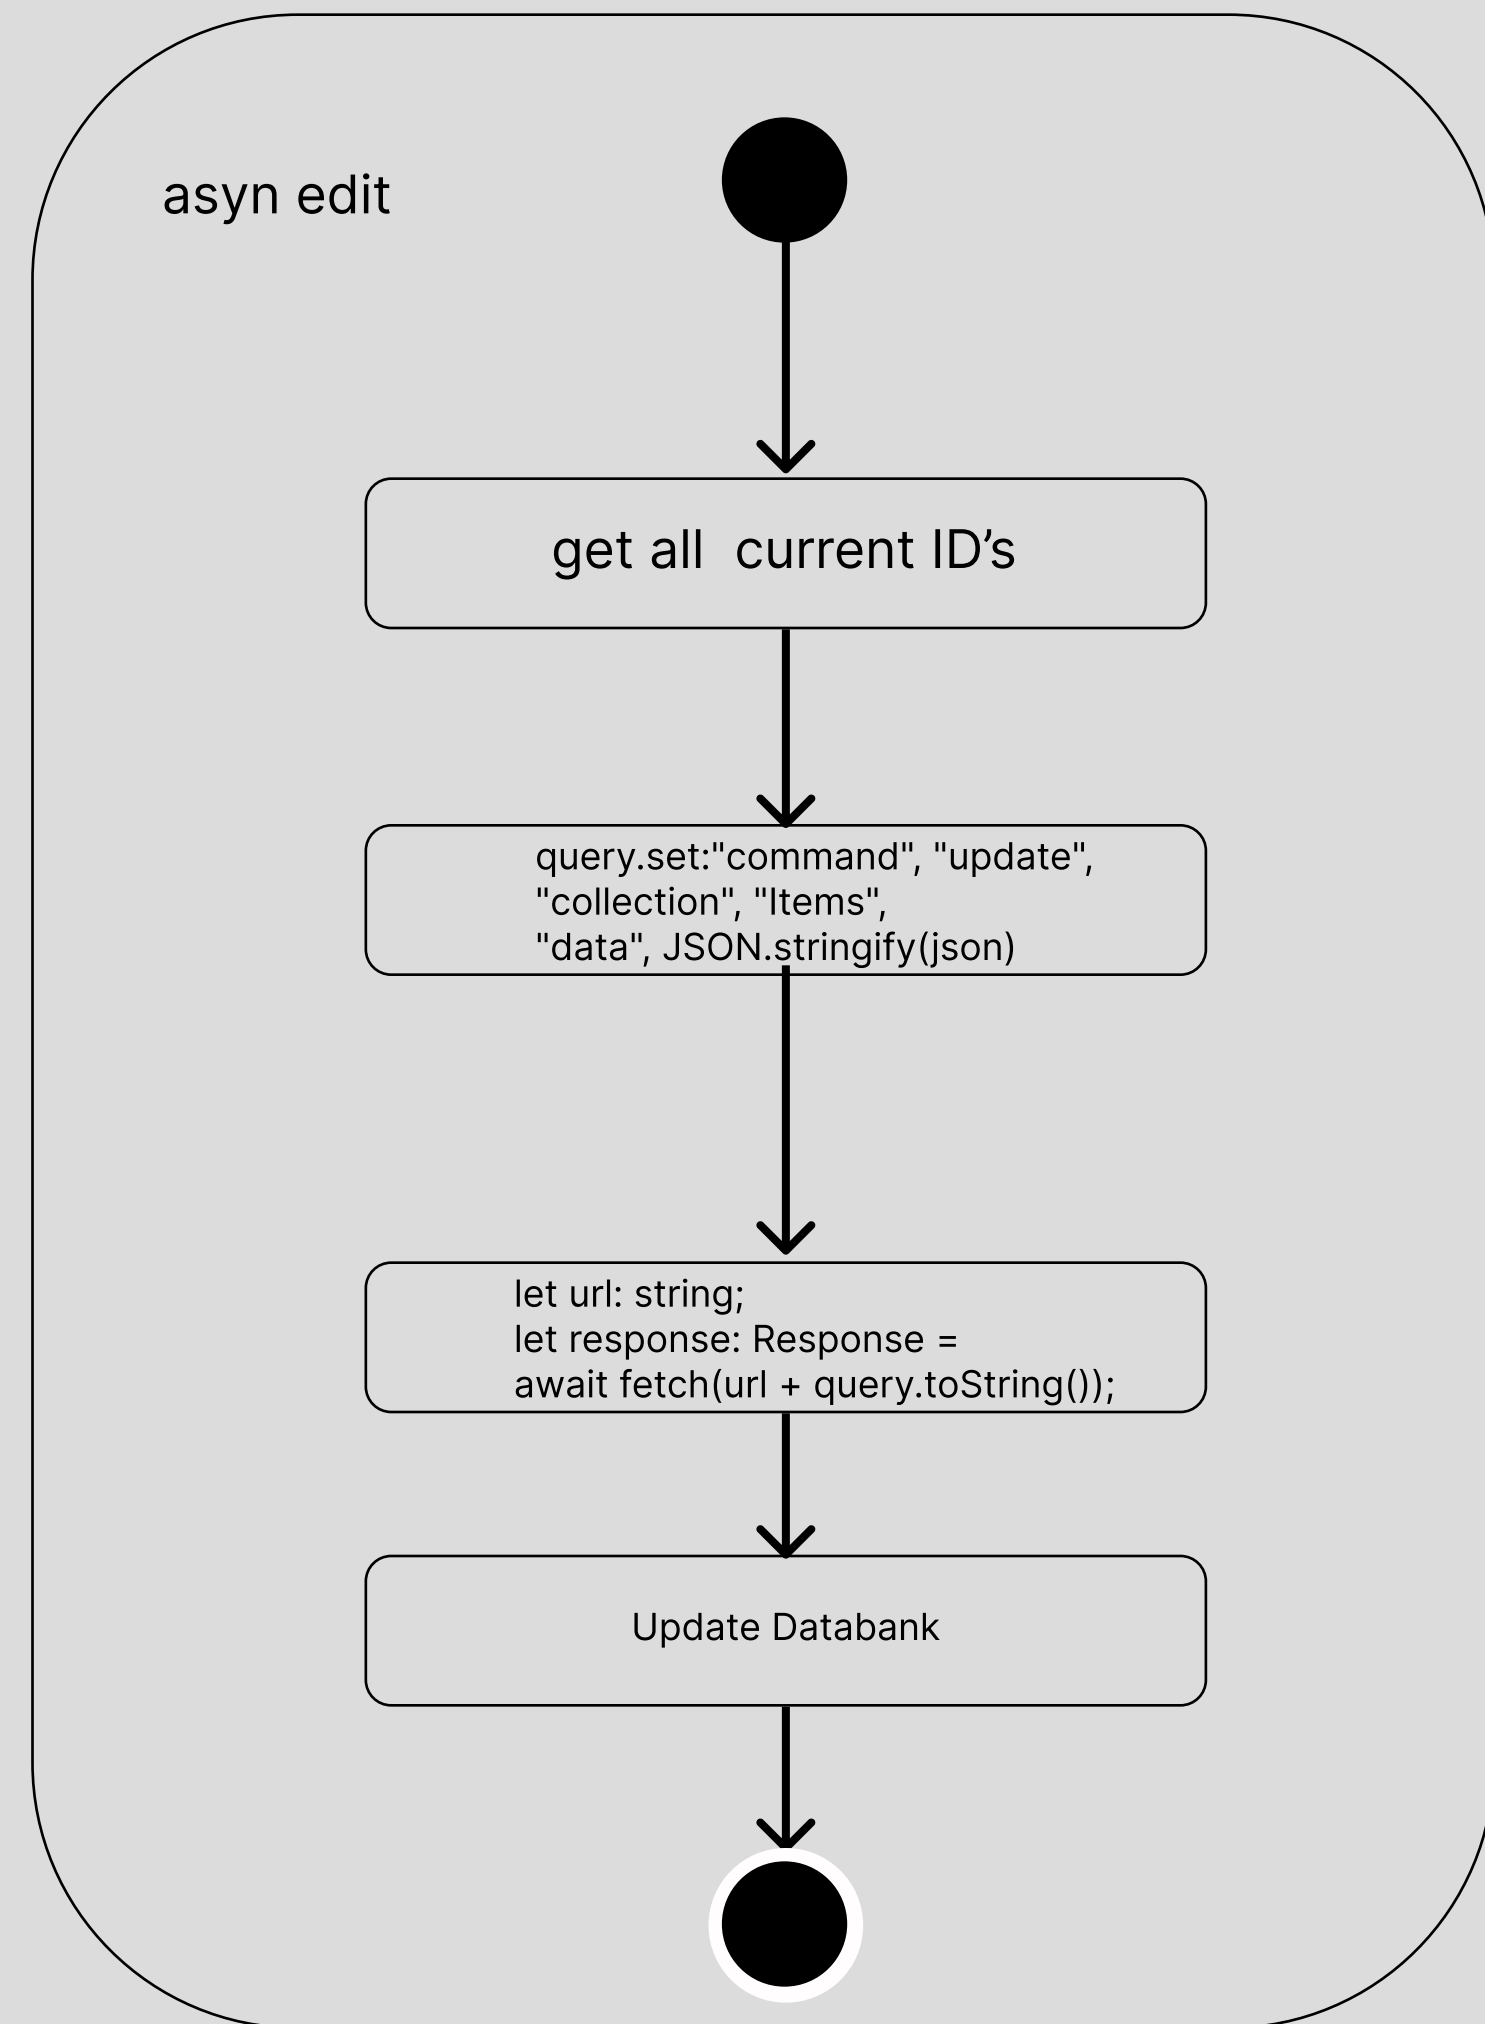 asyn edit
get all  current ID’s
query.set:"command", "update",
"collection", "Items",
"data", JSON.stringify(json)
let url: string;
let response: Response =
await fetch(url + query.toString());
Update Databank